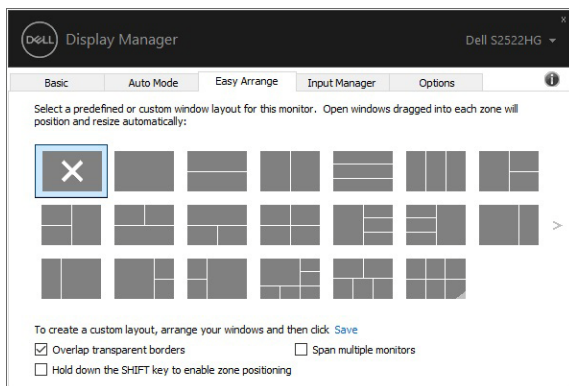 x
DELL Display Manager
Dell S2522HG
Basic Auto Mode Easy Arrange Input Manager Options i
Select a predefined or custom window layout for this monitor. Open windows dragged into each zone will
position and resize automatically:
>
To create a custom layout, arrange your windows and then click Save
Overlap transparent borders Span multiple monitors
Hold down the SHIFT key to enable zone positioning